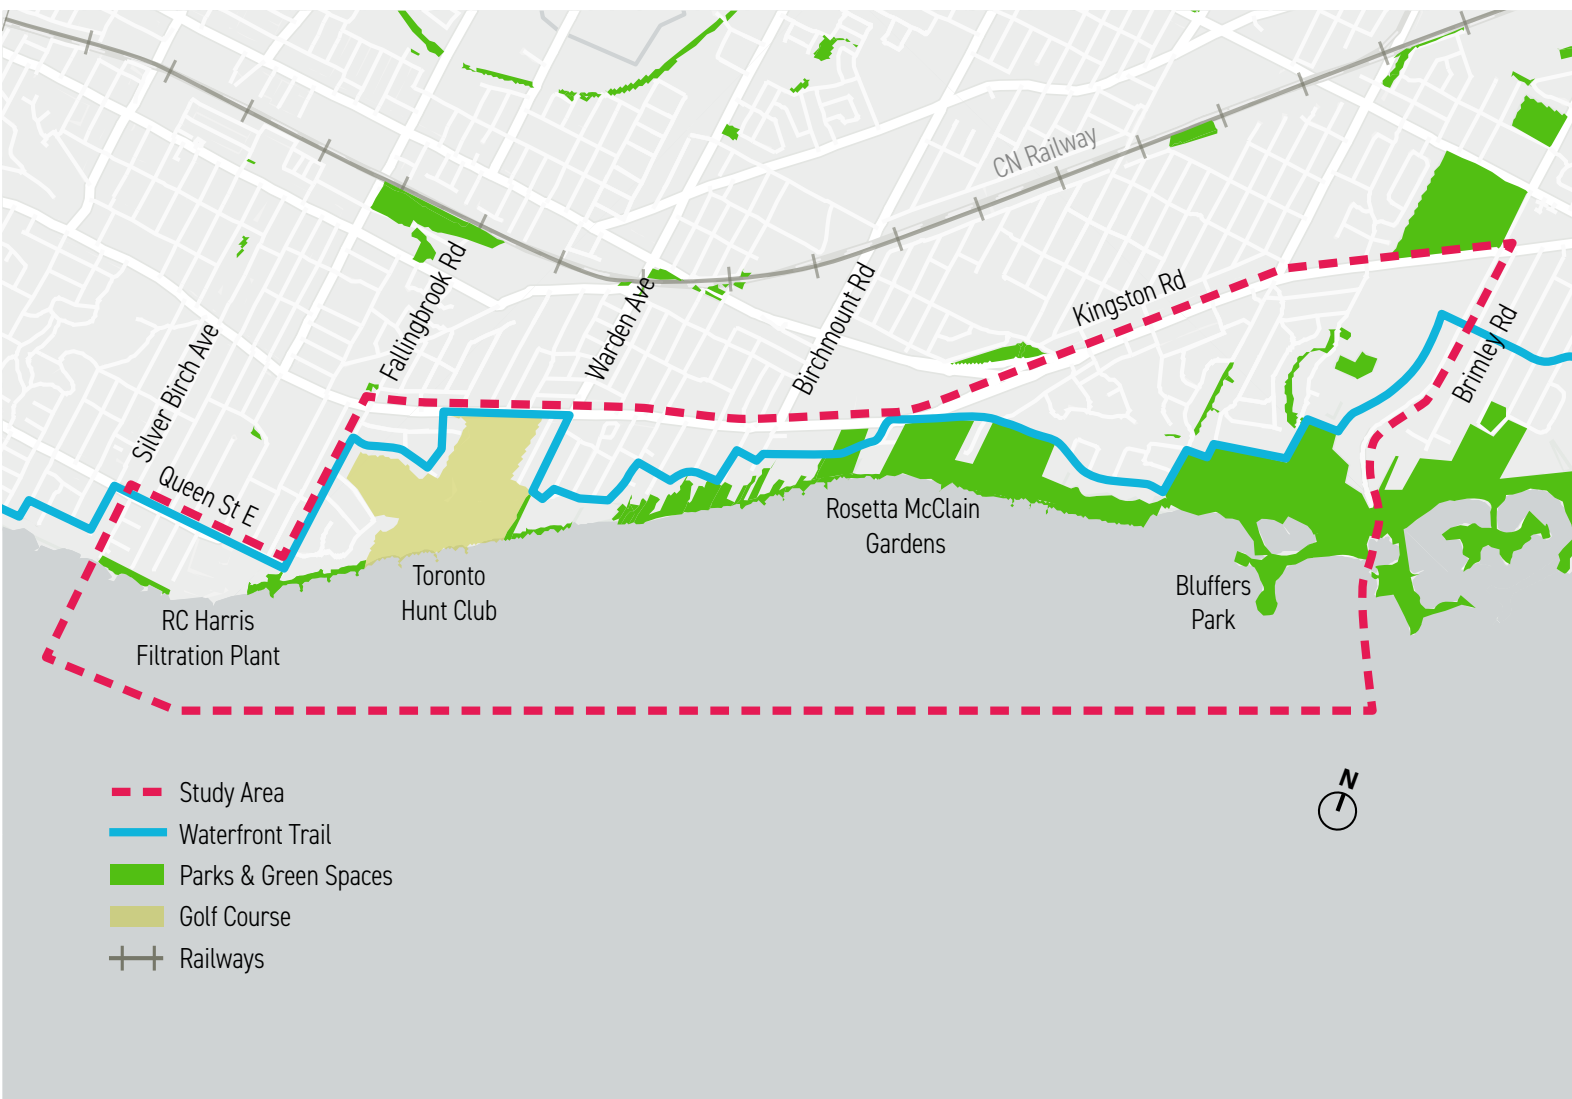 CN Railway
Fallingbrook Rd
Warden Ave
Birchmount Rd
Kingston Rd
Silver Birch Ave
Brimley Rd
Queen St E
Rosetta McClain
Gardens
Toronto
Hunt Club
Bluffers
Park
RC Harris
Filtration Plant
N
Study Area
Waterfront Trail
Parks & Green Spaces
Golf Course
Railways